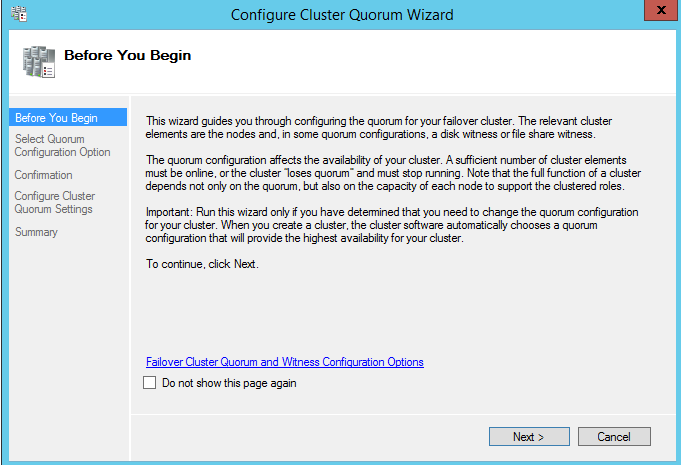 Configure Cluster Quorum Wizard
x
Before You Begin
Before You Begin
Select Quorum
Configuration Option
Confirmation
Configure Cluster
Quorum Settings
Summary
This wizard guides you through configuring the quorum for your failover cluster. The relevant cluster
elements are the nodes and, in some quorum configurations, a disk witness or file share witness.
The quorum configuration affects the availability of your cluster. A sufficient number of cluster elements
must be online, or the cluster "loses quorum" and must stop running. Note that the full function of a cluster
depends not only on the quorum, but also on the capacity of each node to support the clustered roles.
Important: Run this wizard only if you have determined that you need to change the quorum configuration
for your cluster. When you create a cluster, the cluster software automatically chooses a quorum
configuration that will provide the highest availability for your cluster.
To continue, click Next.
Failover Cluster Quorum and Witness Configuration Options
Do not show this page again
Next >
Cancel